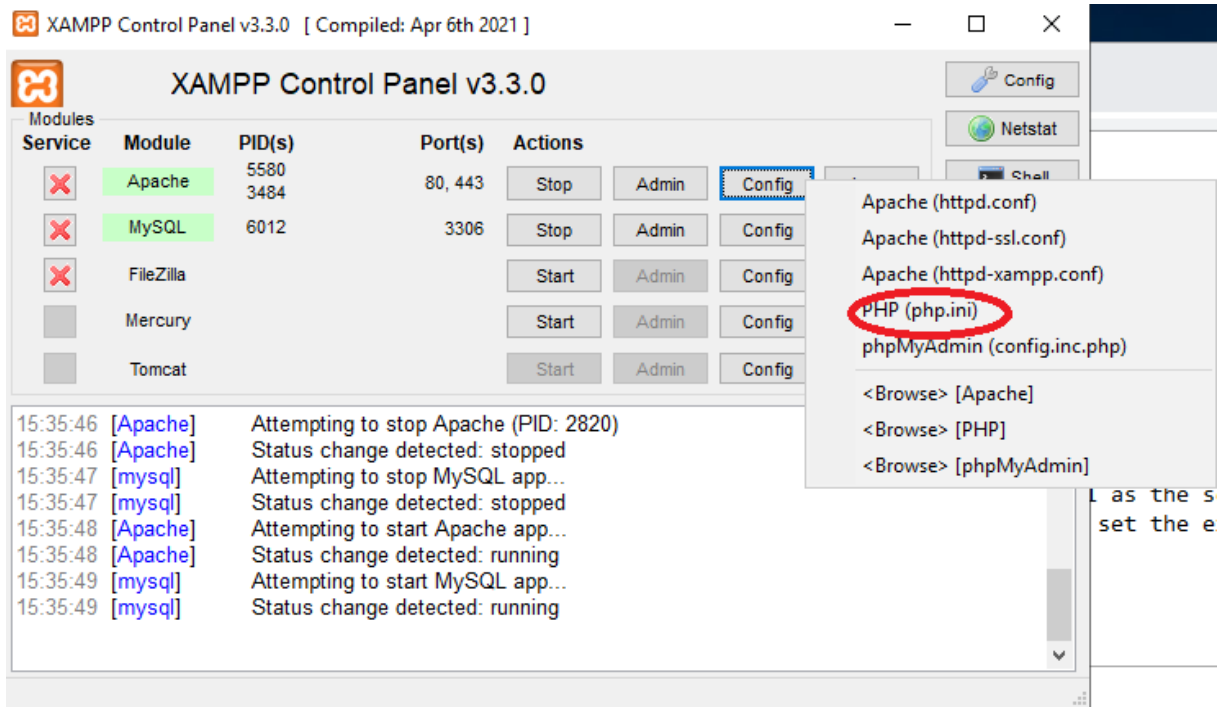 XAMPP Control Panel v3.3.0 [ Compiled: Apr 6th 2021 ]
XAMPP Control Panel v3.3.0
Config
Modules
Service Module PID(s) Port(s) Actions
Netstat
Apache 5580 3484 80, 443 Stop Admin Config
Shell
MySQL 6012 3306 Stop Admin Config
FileZilla Start Admin Config
Mercury Start Admin Config
Tomcat Start Admin Config
Apache (httpd.conf)
Apache (httpd-ssl.conf)
Apache (httpd-xampp.conf)
PHP (php.ini)
phpMyAdmin (config.inc.php)
<Browse> [Apache]
<Browse> [PHP]
<Browse> [phpMyAdmin]
15:35:46 [Apache] Attempting to stop Apache (PID: 2820)
15:35:46 [Apache] Status change detected: stopped
15:35:47 [mysql] Attempting to stop MySQL app...
15:35:47 [mysql] Status change detected: stopped
15:35:48 [Apache] Attempting to start Apache app...
15:35:48 [Apache] Status change detected: running
15:35:49 [mysql] Attempting to start MySQL app...
15:35:49 [mysql] Status change detected: running
as the
set the